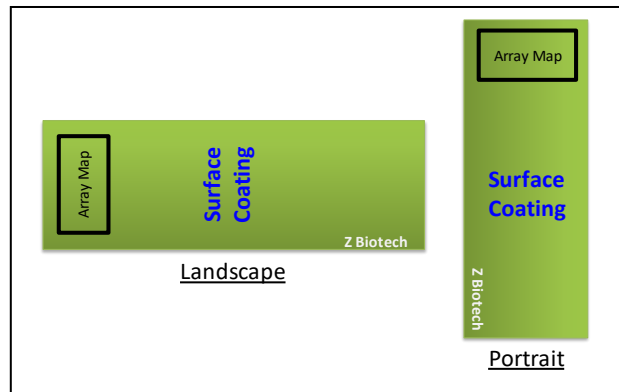 Array Map
Surface
Coating
Z Biotech
Landscape
Array Map
Surface
Coating
Z Biotech
Portrait